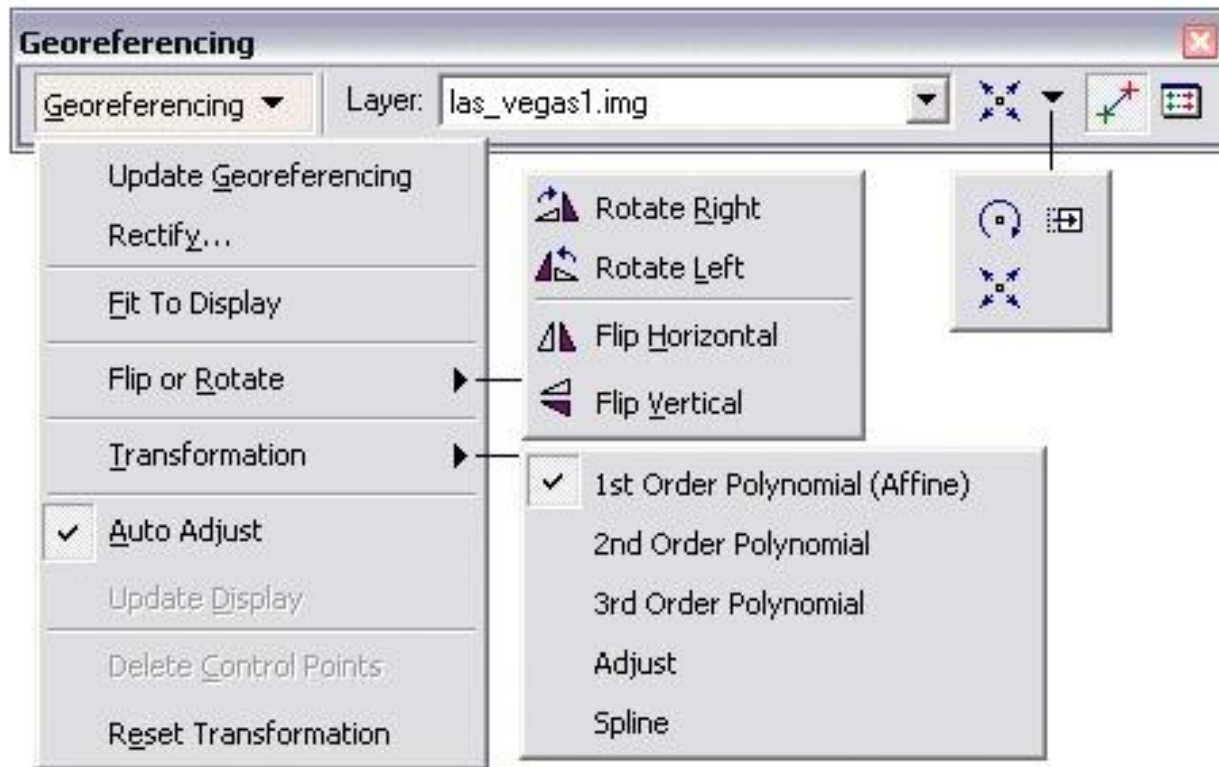 Georeferencing
Georeferencing
Layer:
las_vegas1.img
Update Georeferencing
Rectify...
Fit To Display
Flip or Rotate
Transformation
Auto Adjust
Update Display
Delete Control Points
Reset Transformation
Rotate Right
Rotate Left
Flip Horizontal
Flip Vertical
1st Order Polynomial (Affine)
2nd Order Polynomial
3rd Order Polynomial
Adjust
Spline